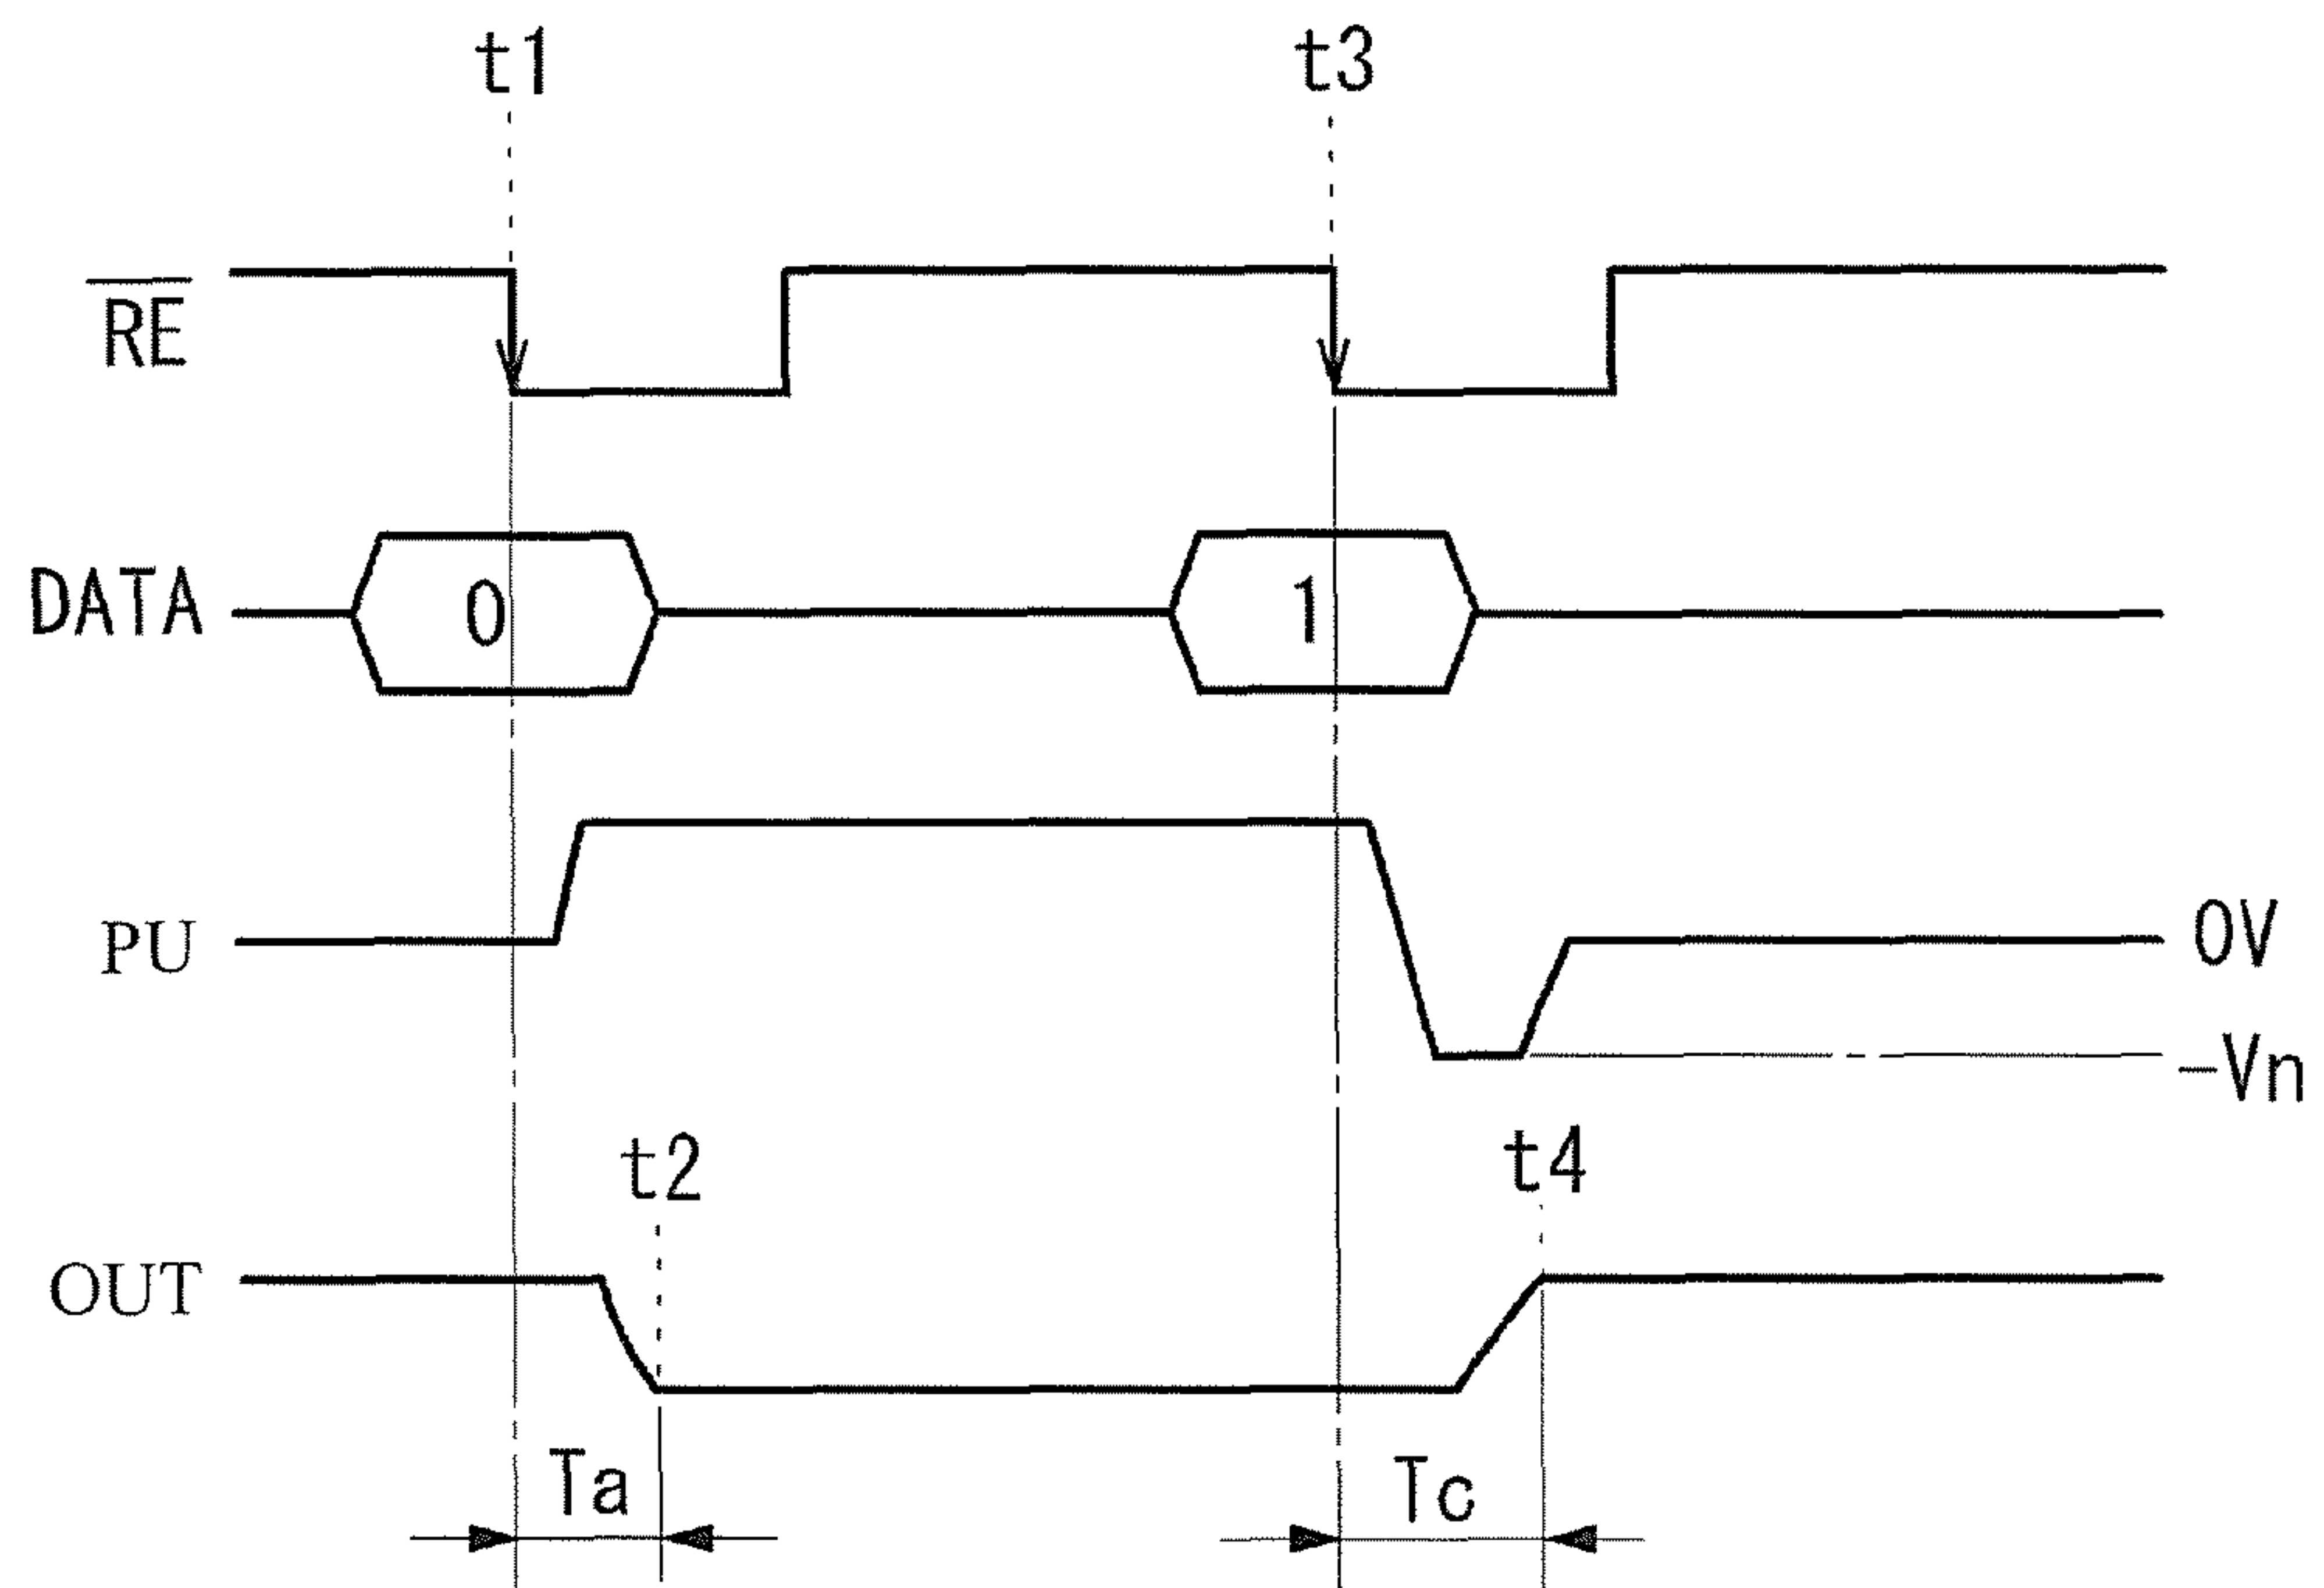 t1 t3
RE
DATA 0 1
PU 0V
-Vn
t2 t4
OUT
Ta Tc